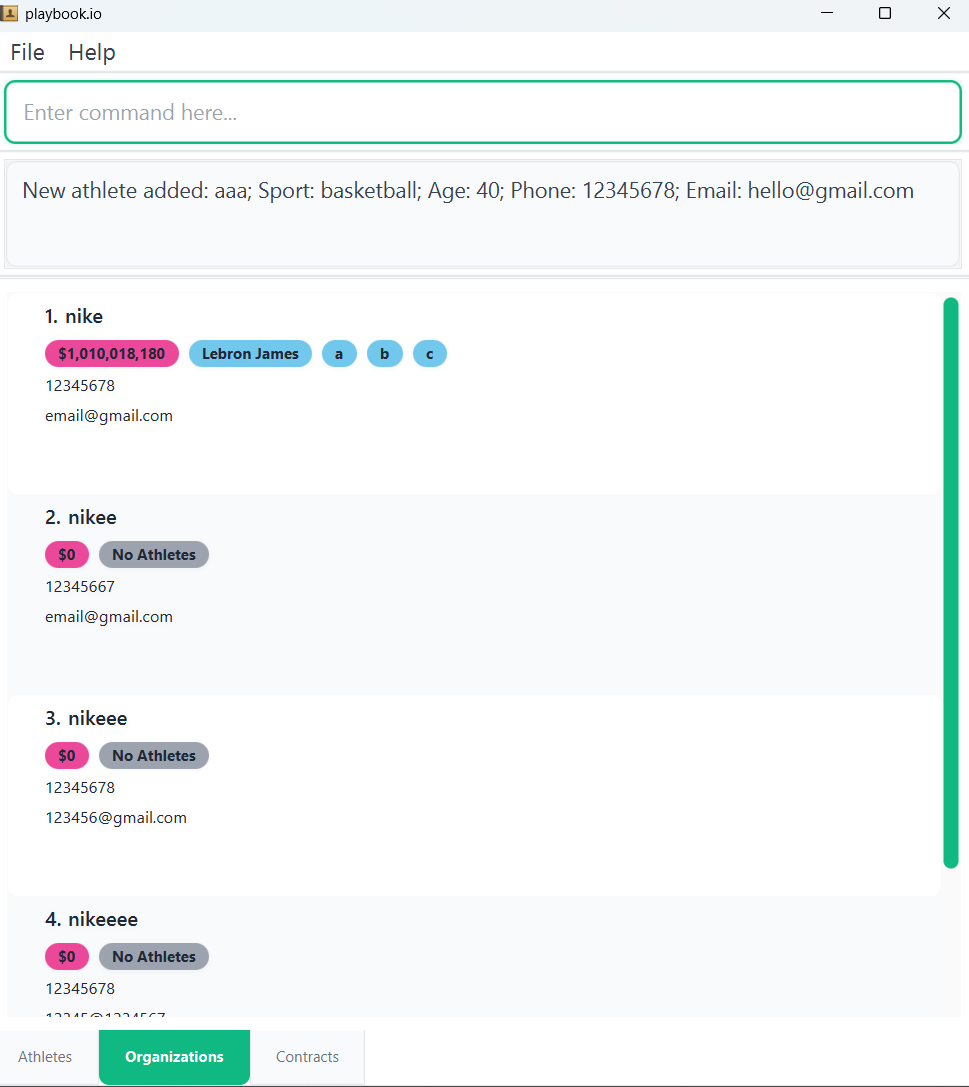 playbook.io
File Help
Enter command here...
New athlete added: aaa; Sport: basketball; Age: 40; Phone: 12345678; Email: hello@gmail.com
1. nike
$1,010,018,180 Lebron James a b c
12345678
email@gmail.com
2. nikee
$0 No Athletes
12345667
email@gmail.com
3. nikeee
$0 No Athletes
12345678
123456@gmail.com
4. nikeeee
$0 No Athletes
12345678
12345@1234567
Athletes Organizations Contracts